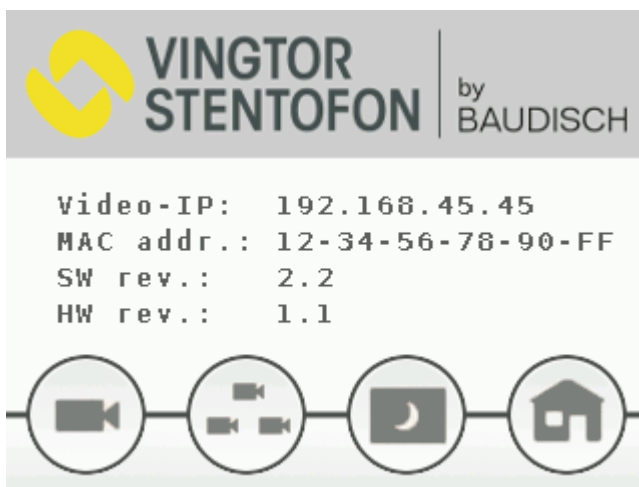 VINGTOR
STENTOFON
by
BAUDISCH
Video-IP: 192.168.45.45
MAC addr.: 12-34-56-78-90-FF
SW rev.: 2.2
HW rev.: 1.1